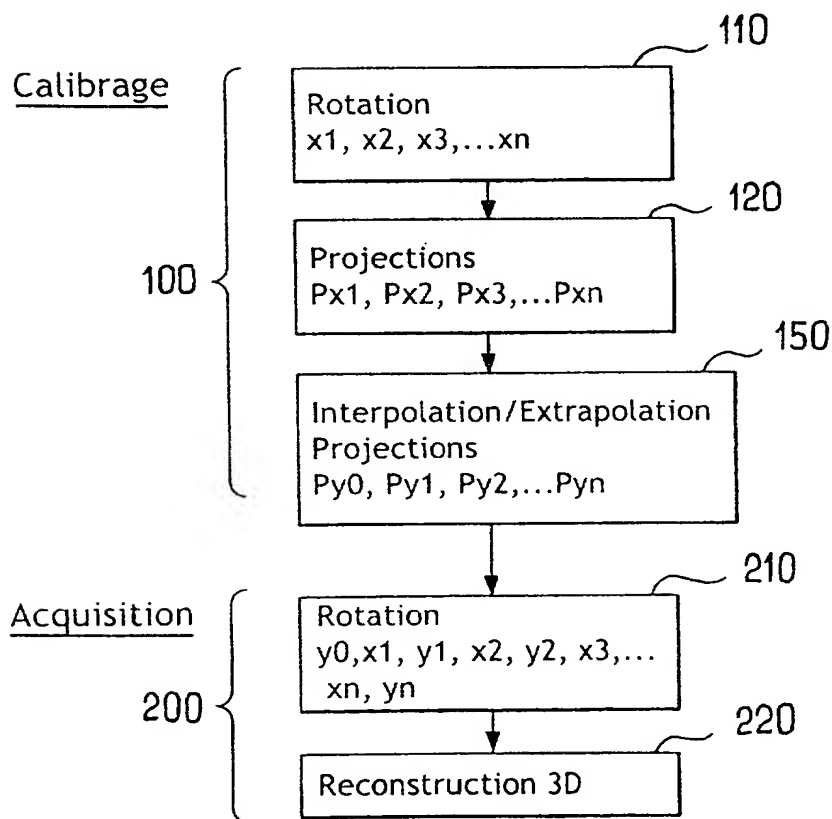 110
Calibrage
Rotation
x1, x2, x3,...xn
120
100
Projections
Px1, Px2, Px3,...Pxn
150
Interpolation/Extrapolation
Projections
Py0, Py1, Py2,...Pyn
210
Acquisition
Rotation
y0,x1, y1, x2, y2, x3,...
xn, yn
200
220
Reconstruction 3D